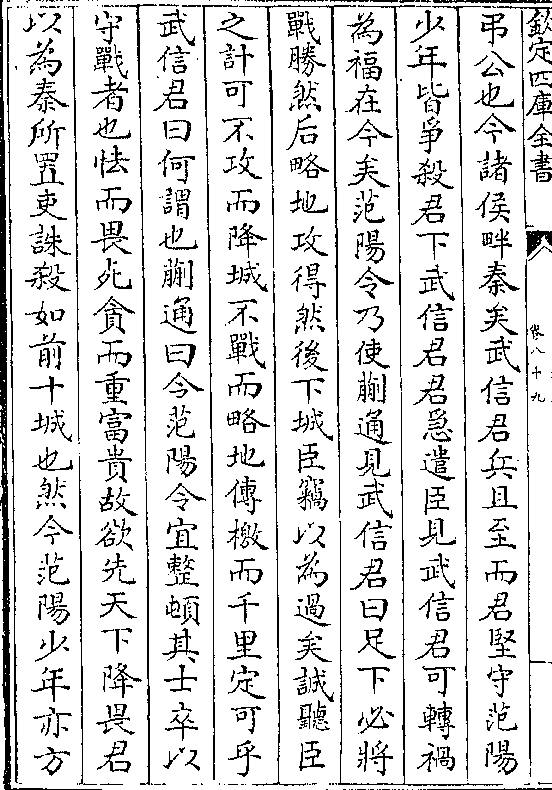 欽定四庫全書
卷八十九
弔公也今諸侯畔秦矣武信君兵且至而君堅守范陽
少年皆爭殺君下武信君君急遣臣見武信君可轉禍
為福在今矣范陽令乃使蒯通見武信君曰足下必將
戰勝然后略地攻得然後下城臣竊以為過矣誠聽臣
之計可不攻而降城不戰而略地傳檄而千里定可乎
武信君曰何謂也蒯通曰今范陽令宜整頓其士卒以
守戰者也怯而畏死貪而重富貴故欲先天下降畏君
以為秦所置吏誅殺如前十城也然今范陽少年亦方